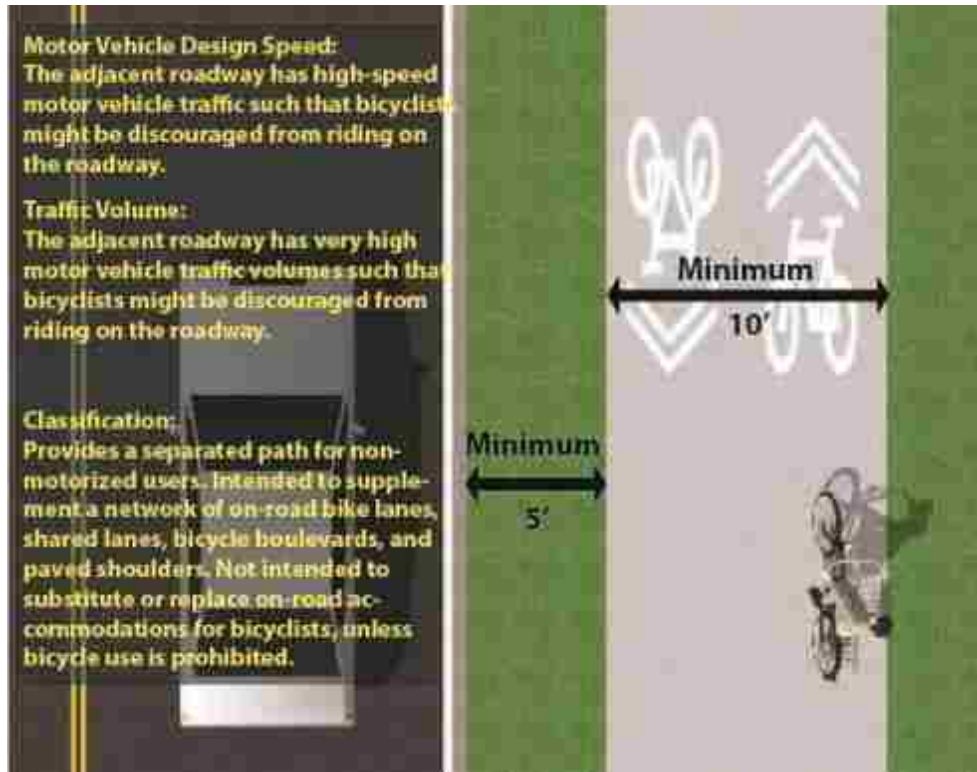 Motor Vehicle Design Speed:
The adjacent roadway has high-speed
motor vehicle traffic such that bicyclists
might be discouraged from riding on
the roadway.
Traffic Volume:
The adjacent roadway has very high
motor vehicle traffic volumes such that
bicyclists might be discouraged from
riding on the roadway.
Classification:
Provides a separated path for non-
motorized users. Intended to supple-
ment a network of on-road bike lanes,
shared lanes, bicycle boulevards, and
paved shoulders. Not intended to
substitute or replace on-road ac-
commodations for bicyclists, unless
bicycle use is prohibited.
Minimum
10'
Minimum
5'